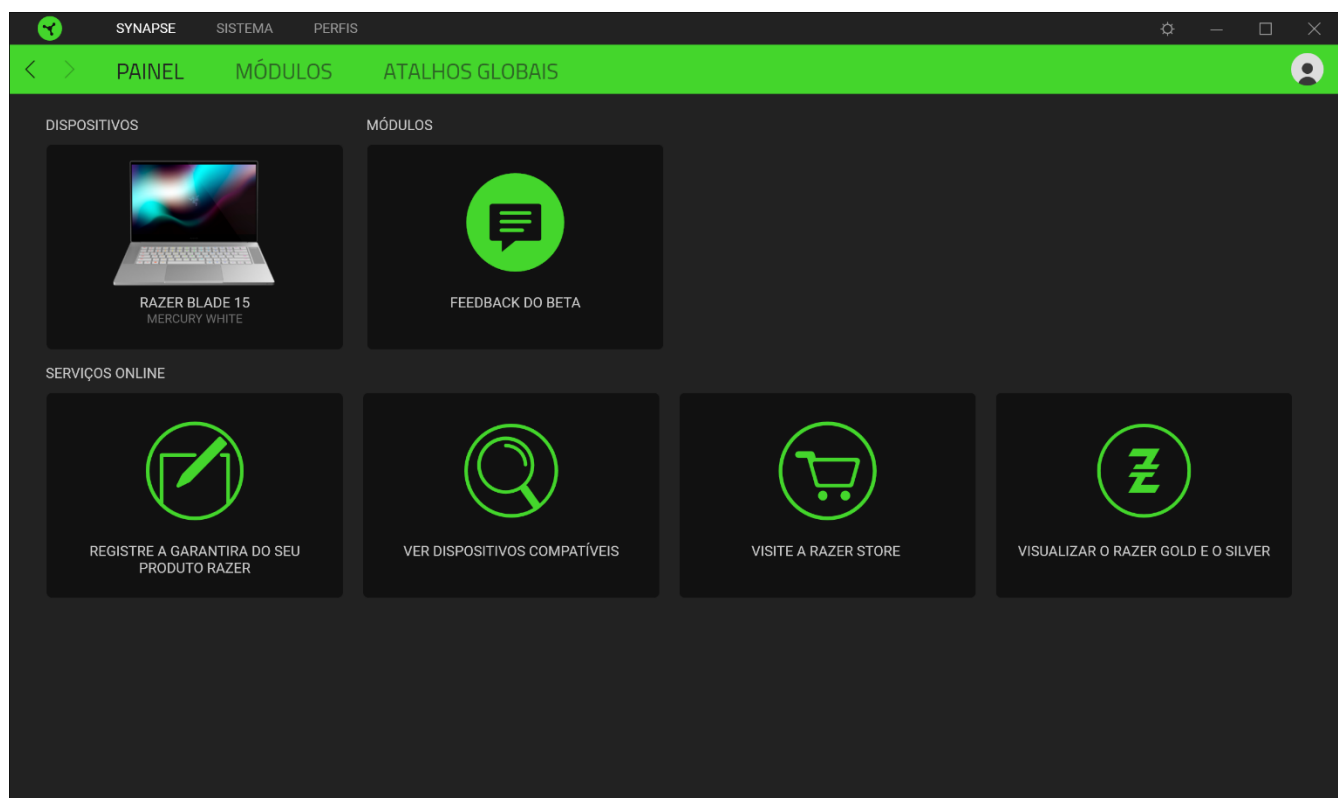 SYNAPSE SISTEMA PERFIS
PAINEL MÓDULOS ATALHOS GLOBAIS
DISPOSITIVOS
RAZER BLADE 15
MERCURY WHITE
MÓDULOS
FEEDBACK DO BETA
SERVIÇOS ONLINE
REGISTRE A GARANTIRA DO SEU
PRODUTO RAZER
VER DISPOSITIVOS COMPATÍVEIS
VISITE A RAZER STORE
VISUALIZAR O RAZER GOLD E O SILVER